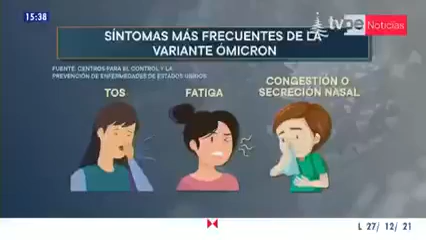 15:38
tvpe Noticias
SÍNTOMAS MÁS FRECUENTES DE LA
VARIANTE ÓMICRON
FUENTE: CENTROS PARA EL CONTROL Y LA
PREVENCIÓN DE ENFERMEDADES DE ESTADOS UNIDOS
TOS
FATIGA
CONGESTIÓN O
SECRECIÓN NASAL
L 27/ 12/ 21